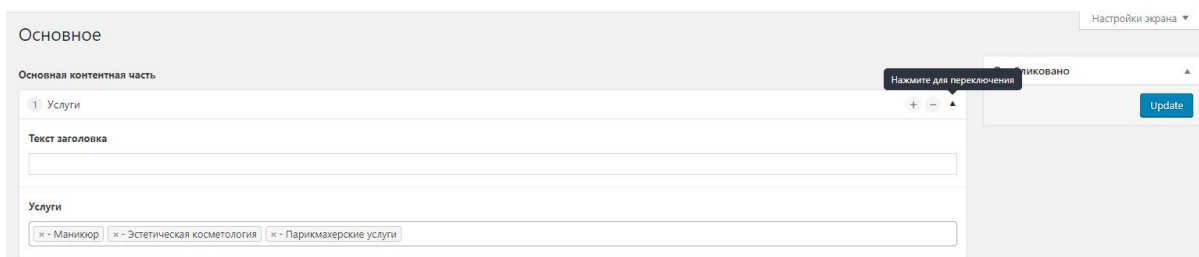 Настройки экрана ▼
Основное
Основная контентная часть
Нажмите для переключения
ликовано ▲
1 Услуги + − ▲
Update
Текст заголовка
Услуги
× - Маникюр × - Эстетическая косметология × - Парикмахерские услуги